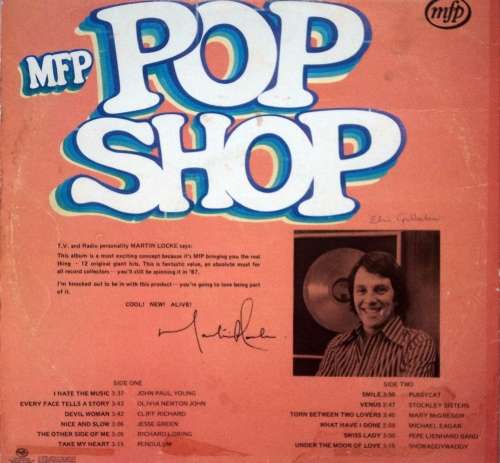 mfp
MFP POP
SHOP
T.V. and Radio personality MARTIN LOCKE says:
This album is a most exciting concept because it's MfP bringing you the real
thing - 12 original giant hits. This is fantastic value, an absolute must for
all record collectors - you'll still be spinning it in '87.
I'm knocked out to be in with this product - you're going to love being part
of it.
COOL! NEW! ALIVE!
SIDE ONE
I HATE THE MUSIC 3:37 JOHN PAUL YOUNG
EVERY FACE TELLS A STORY 3:42 OLIVIA NEWTON JOHN
DEVIL WOMAN 3:42 CLIFF RICHARD
NICE AND SLOW 3:06 JESSE GREEN
THE OTHER SIDE OF ME 3:05 RICHARD LORING
TAKE MY HEART 3:15 PENDULUM
SIDE TWO
SMILE 3:56 PUSSYCAT
VENUS 3:47 STOCKLEY SISTERS
TORN BETWEEN TWO LOVERS 3:40 MARY McGREGOR
WHAT HAVE I DONE 3:08 MICHAEL EAGAR
SWISS LADY 3:00 PEPE LIENHARD BAND
UNDER THE MOON OF LOVE 3:15 SHOWADDYWADDY